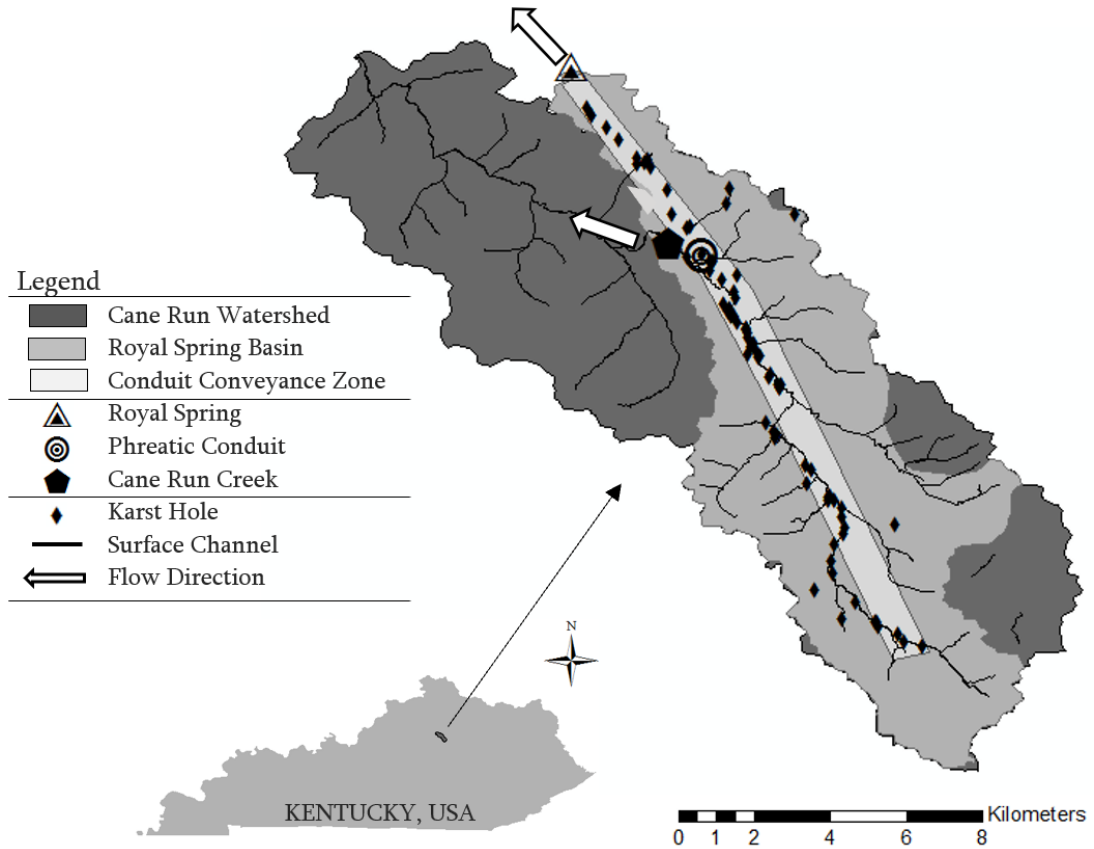 Legend
Cane Run Watershed
Royal Spring Basin
Conduit Conveyance Zone
Royal Spring
Phreatic Conduit
Cane Run Creek
Karst Hole
Surface Channel
Flow Direction
N
KENTUCKY, USA
Kilometers
0 1 2 4 6 8